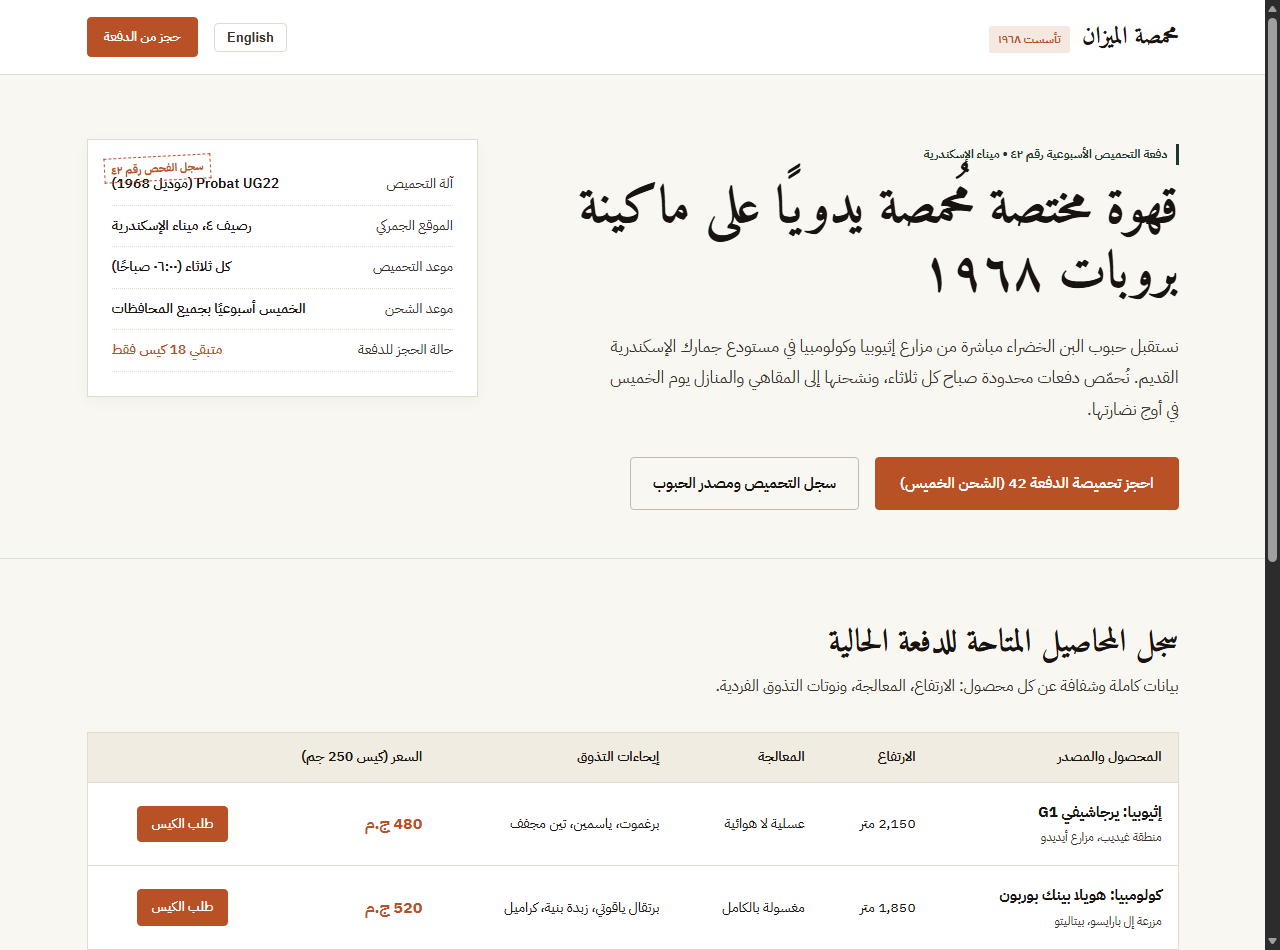 محمصة الميزان
تأسست ١٩٦٨
English
حجز من الدفعة
دفعة التحميص الأسبوعية رقم ٤٢ • ميناء الإسكندرية
قهوة مختصة مُحمصة يدويًا على ماكينة
بروبات ١٩٦٨
نستقبل حبوب البن الخضراء مباشرة من مزارع إثيوبيا وكولومبيا في مستودع جمارك الإسكندرية
القديم. نُحمّص دفعات محدودة صباح كل ثلاثاء، ونشحنها إلى المقاهي والمنازل يوم الخميس
في أوج نضارتها.
احجز تحميصة الدفعة 42 (الشحن الخميس)
سجل التحميص ومصدر الحبوب
سجل الفحص رقم ٤٢
آلة التحميص
Probat UG22 (موديل 1968)
الموقع الجمركي
رصيف ٤، ميناء الإسكندرية
موعد التحميص
كل ثلاثاء (٠٦:٠٠ صباحًا)
موعد الشحن
الخميس أسبوعيًا بجميع المحافظات
حالة الحجز للدفعة
متبقي 18 كيس فقط
سجل المحاصيل المتاحة للدفعة الحالية
بيانات كاملة وشفافة عن كل محصول: الارتفاع، المعالجة، ونوتات التذوق الفردية.
المحصول والمصدر
الارتفاع
المعالجة
إيحاءات التذوق
السعر (كيس 250 جم)
إثيوبيا: يرجاشيفي G1
منطقة غيديب، مزارع أيديدو
2,150 متر
عسلية لا هوائية
برغموت، ياسمين، تين مجفف
480 ج.م
طلب الكيس
كولومبيا: هويلا بينك بوربون
مزرعة إل بارايسو، بيتاليتو
1,850 متر
مغسولة بالكامل
برتقال ياقوتي، زبدة بنية، كراميل
520 ج.م
طلب الكيس